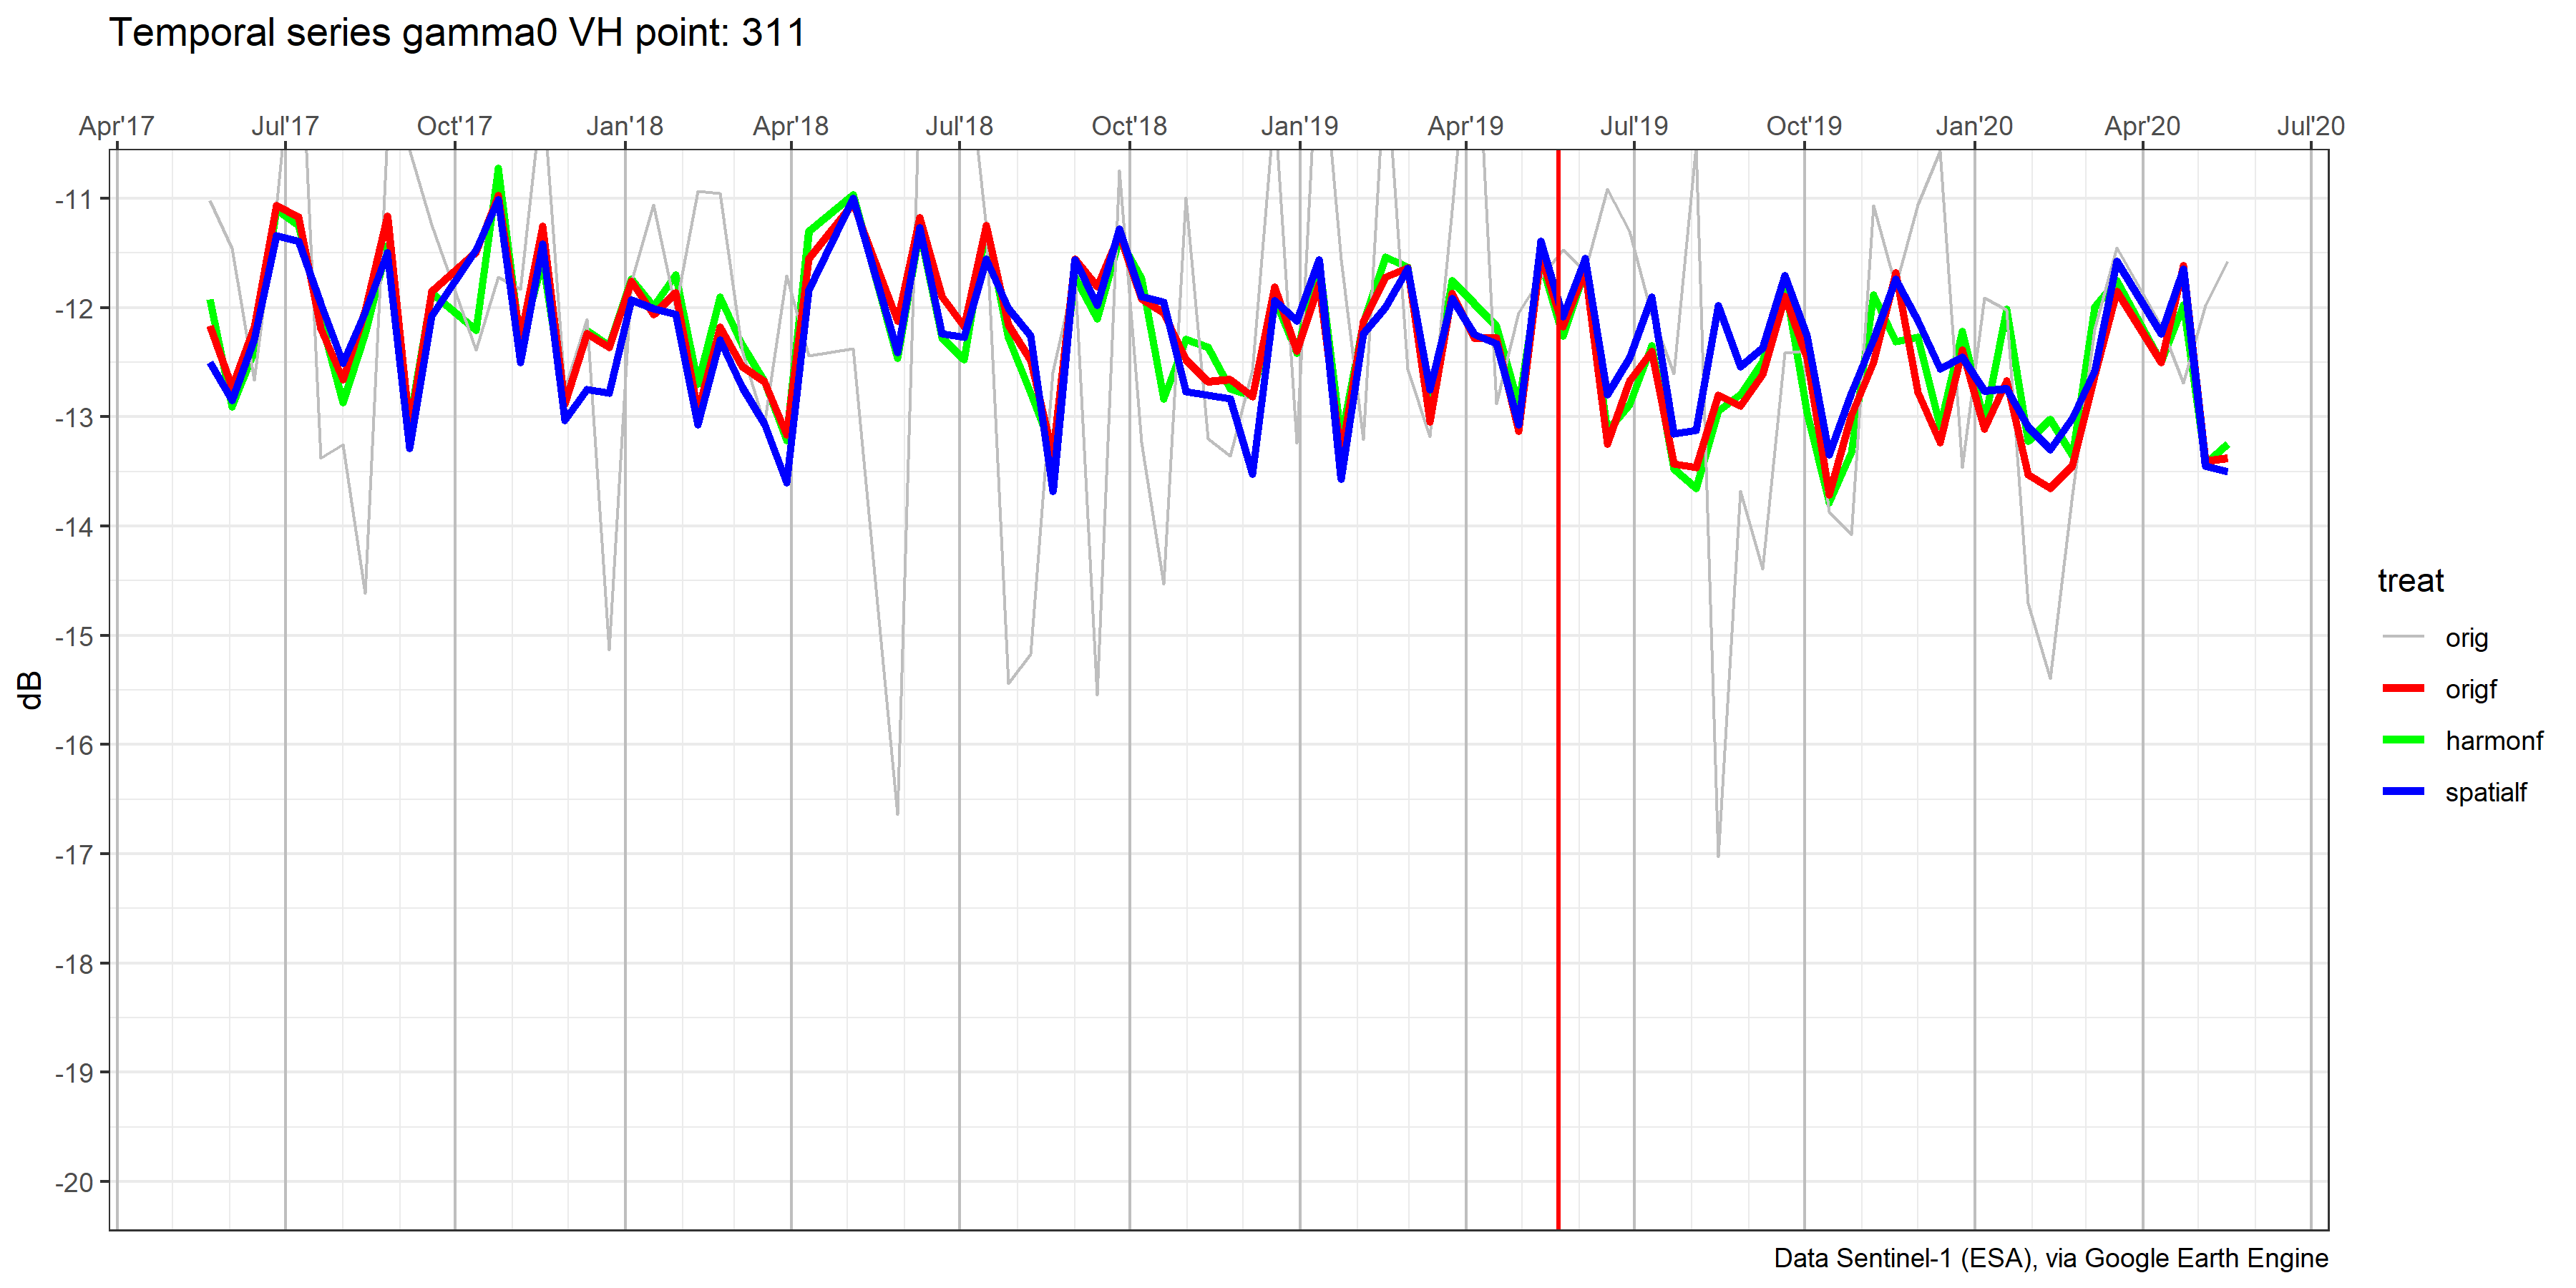 Temporal series gamma0 VH point: 311
Apr'17 Jul'17 Oct'17 Jan'18 Apr'18 Jul'18 Oct'18 Jan'19 Apr'19 Jul'19 Oct'19 Jan'20 Apr'20 Jul'20
-11
-12
-13
-14
-15
-16
-17
-18
-19
-20
dB
treat
orig
origf
harmonf
spatialf
Data Sentinel-1 (ESA), via Google Earth Engine